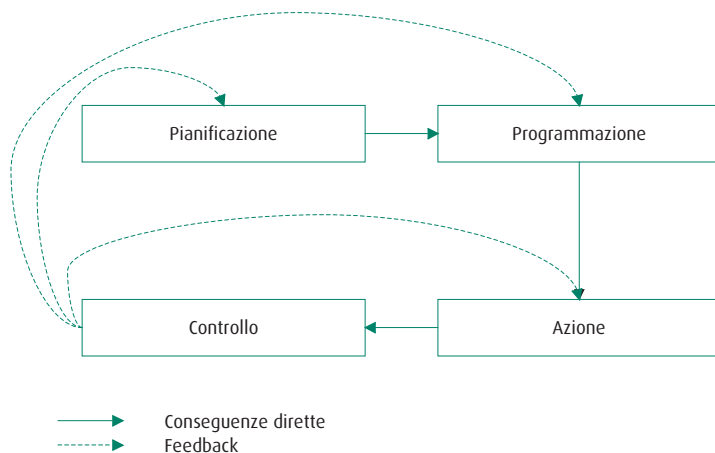 Pianificazione
Programmazione
Controllo
Azione
Conseguenze dirette
Feedback